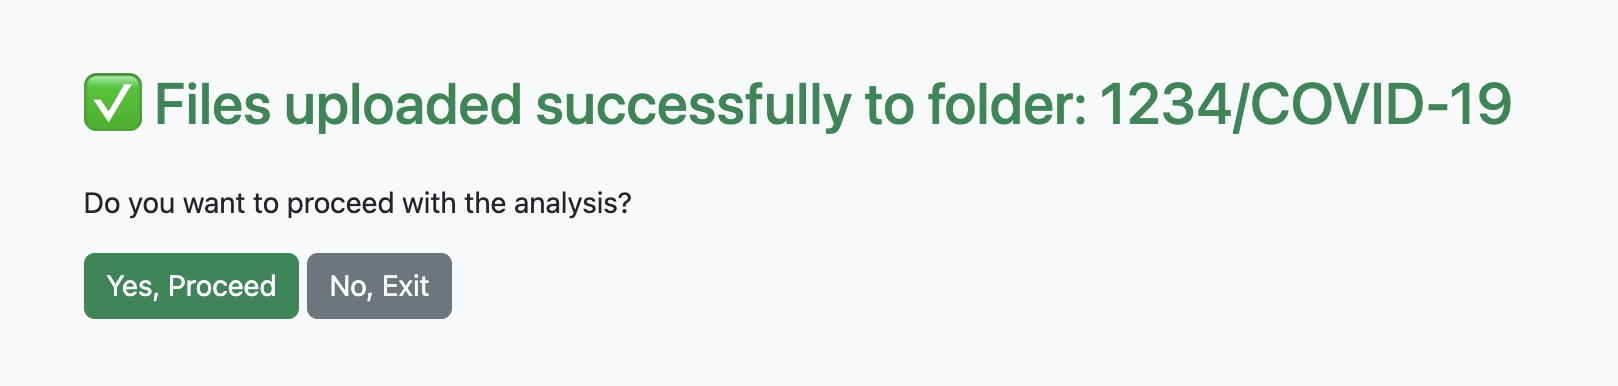 ✅ Files uploaded successfully to folder: 1234/COVID-19
Do you want to proceed with the analysis?
Yes, Proceed
No, Exit